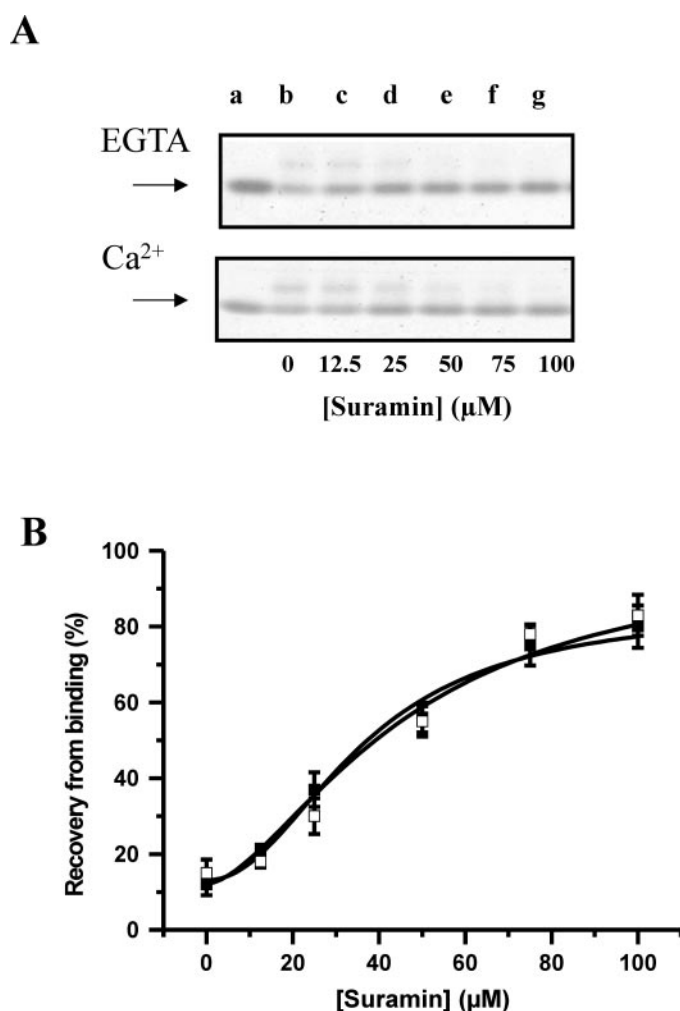 A
a b c d e f g
EGTA
Ca²⁺
0 12.5 25 50 75 100
[Suramin] (μM)
B
100
80
60
40
20
0
Recovery from binding (%)
0 20 40 60 80 100
[Suramin] (μM)